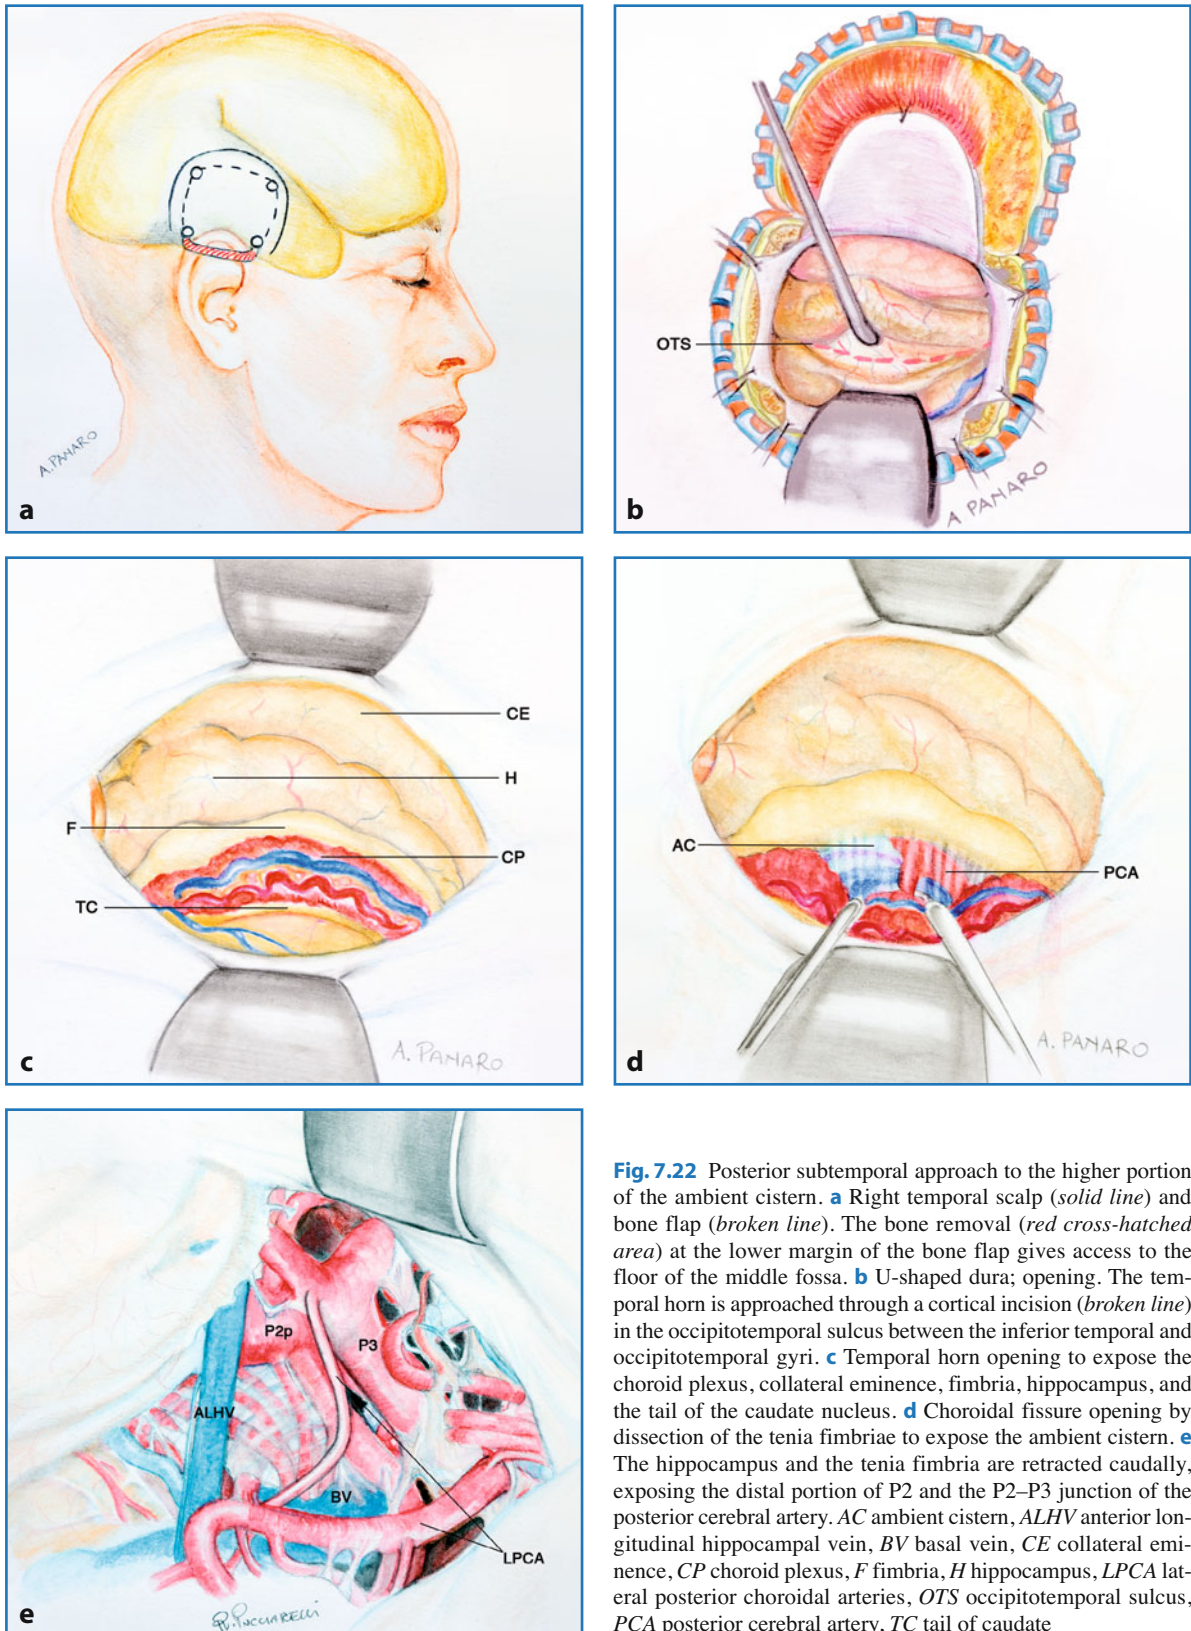 A. PANARO
a
OTS
A PANARO
b
CE
H
F
CP
TC
A. PANARO
c
AC
PCA
A. PANARO
d
P2p
P3
ALHV
BV
LPCA
e
Fig. 7.22 Posterior subtemporal approach to the higher portion
of the ambient cistern. a Right temporal scalp (solid line) and
bone flap (broken line). The bone removal (red cross-hatched
area) at the lower margin of the bone flap gives access to the
floor of the middle fossa. b U-shaped dura; opening. The tem-
poral horn is approached through a cortical incision (broken line)
in the occipitotemporal sulcus between the inferior temporal and
occipitotemporal gyri. c Temporal horn opening to expose the
choroid plexus, collateral eminence, fimbria, hippocampus, and
the tail of the caudate nucleus. d Choroidal fissure opening by
dissection of the tenia fimbriae to expose the ambient cistern. e
The hippocampus and the tenia fimbria are retracted caudally,
exposing the distal portion of P2 and the P2–P3 junction of the
posterior cerebral artery. AC ambient cistern, ALHV anterior lon-
gitudinal hippocampal vein, BV basal vein, CE collateral emi-
nence, CP choroid plexus, F fimbria, H hippocampus, LPCA lat-
eral posterior choroidal arteries, OTS occipitotemporal sulcus,
PCA posterior cerebral artery, TC tail of caudate